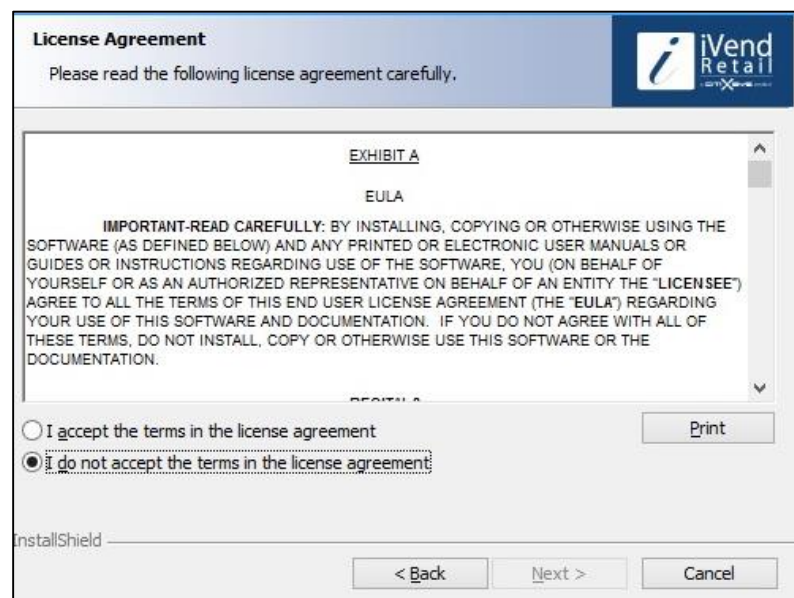 License Agreement
Please read the following license agreement carefully.
iVend
Retail
EXHIBIT A
EULA
IMPORTANT-READ CAREFULLY: BY INSTALLING, COPYING OR OTHERWISE USING THE
SOFTWARE (AS DEFINED BELOW) AND ANY PRINTED OR ELECTRONIC USER MANUALS OR
GUIDES OR INSTRUCTIONS REGARDING USE OF THE SOFTWARE, YOU (ON BEHALF OF
YOURSELF OR AS AN AUTHORIZED REPRESENTATIVE ON BEHALF OF AN ENTITY THE "LICENSEE")
AGREE TO ALL THE TERMS OF THIS END USER LICENSE AGREEMENT (THE "EULA") REGARDING
YOUR USE OF THIS SOFTWARE AND DOCUMENTATION. IF YOU DO NOT AGREE WITH ALL OF
THESE TERMS, DO NOT INSTALL, COPY OR OTHERWISE USE THIS SOFTWARE OR THE
DOCUMENTATION.
I accept the terms in the license agreement
Print
I do not accept the terms in the license agreement
InstallShield
< Back
Next >
Cancel